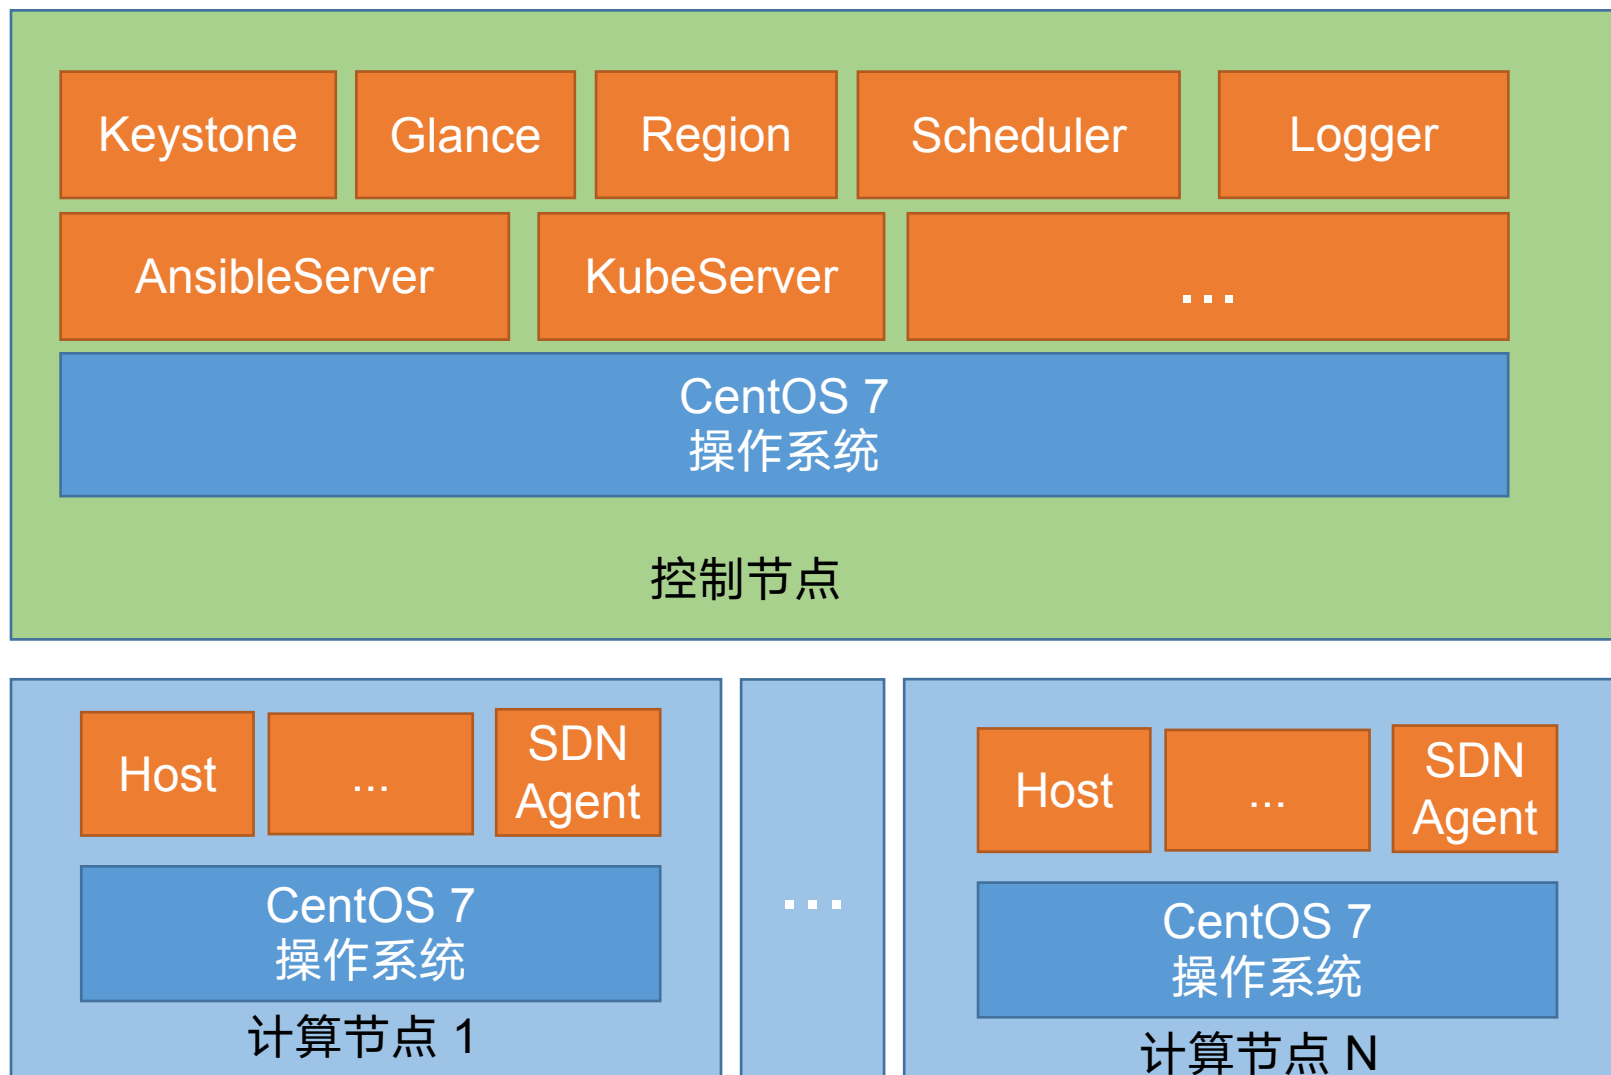 Keystone
Glance
Region
Scheduler
Logger
AnsibleServer
KubeServer
...
CentOS 7
操作系统
控制节点
Host
...
SDN
Agent
CentOS 7
操作系统
计算节点 1
...
Host
...
SDN
Agent
CentOS 7
操作系统
计算节点 N